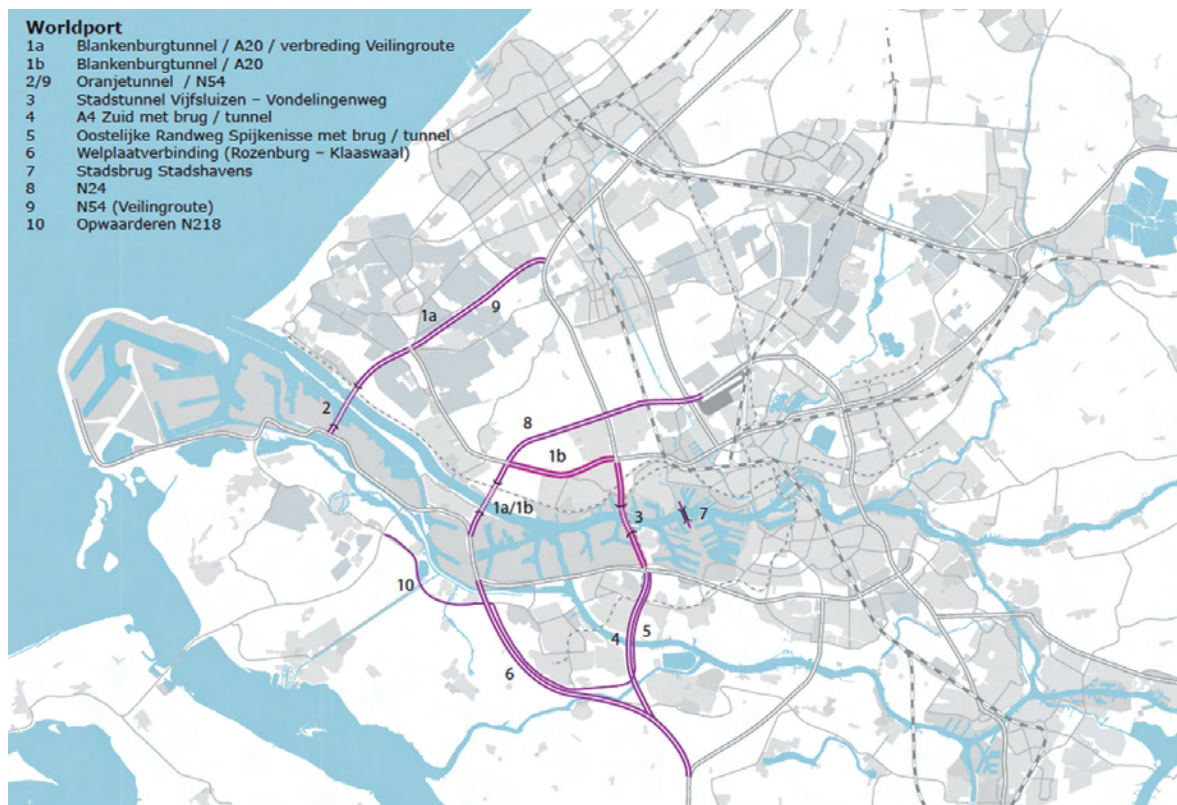 Worldport
1a Blankenburgtunnel / A20 / verbreding Veilingroute
1b Blankenburgtunnel / A20
2/9 Oranjetunnel / N54
3 Stadstunnel Vijfsluizen – Vondelingenweg
4 A4 Zuid met brug / tunnel
5 Oostelijke Randweg Spijkenisse met brug / tunnel
6 Welplaatverbinding (Rozenburg – Klaaswaal)
7 Stadsbrug Stadshavens
8 N24
9 N54 (Veilingroute)
10 Opwaarderen N218
9
1a
2
8
1b
1a/1b
3
7
10
4
5
6